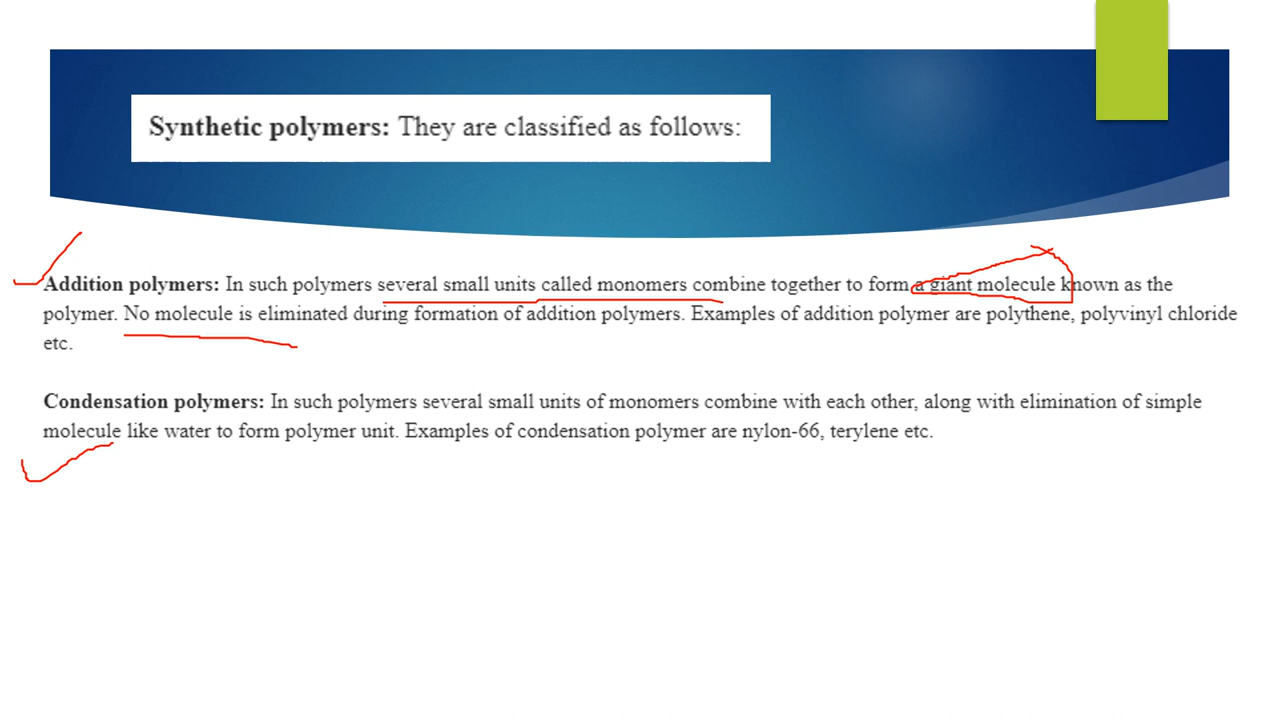 Synthetic polymers: They are classified as follows:
Addition polymers: In such polymers several small units called monomers combine together to form a giant molecule known as the
polymer. No molecule is eliminated during formation of addition polymers. Examples of addition polymer are polythene, polyvinyl chloride
etc.
Condensation polymers: In such polymers several small units of monomers combine with each other, along with elimination of simple
molecule like water to form polymer unit. Examples of condensation polymer are nylon-66, terylene etc.